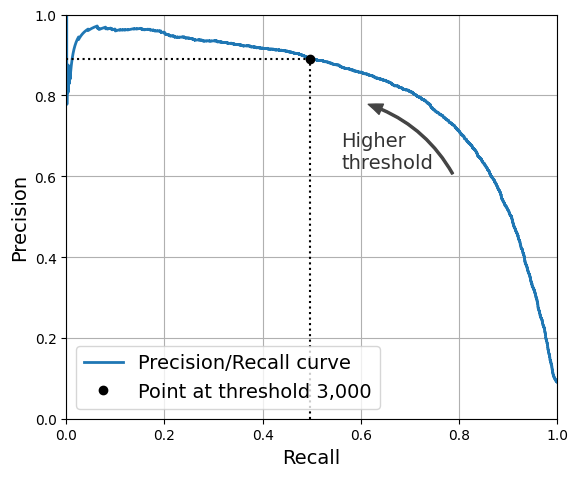 1.0
0.8
0.6
0.4
0.2
0.0
Precision
Higher
threshold
Precision/Recall curve
Point at threshold 3,000
0.0 0.2 0.4 0.6 0.8 1.0
Recall